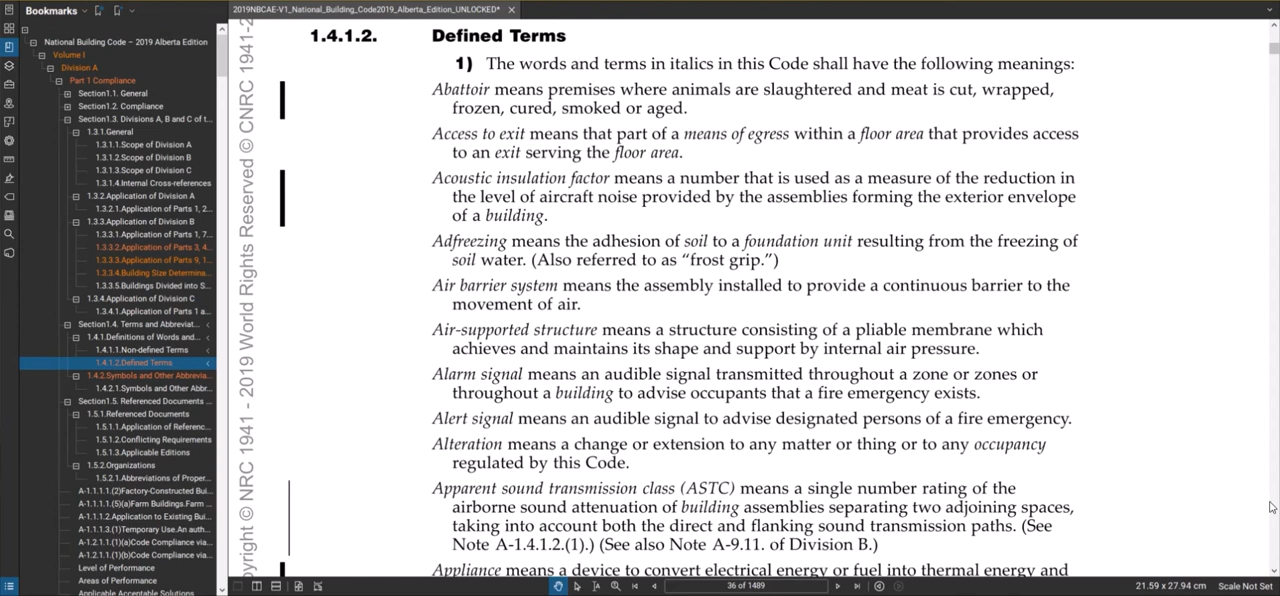 Bookmarks
2019NBCAE-V1_National_Building_Code2019_Alberta_Edition_UNLOCKED*
National Building Code – 2019 Alberta Edition
Volume I
Division A
Part 1 Compliance
Section1.1. General
Section1.2. Compliance
Section1.3. Divisions A, B and C of t...
1.3.1.General
1.3.1.1.Scope of Division A
1.3.1.2.Scope of Division B
1.3.1.3.Scope of Division C
1.3.1.4.Internal Cross-references
1.3.2.Application of Division A
1.3.2.1.Application of Parts 1, 2...
1.3.3.Application of Division B
1.3.3.1.Application of Parts 1, 7...
1.3.3.2.Application of Parts 3, 4...
1.3.3.3.Application of Parts 9, 1...
1.3.3.4.Building Size Determina...
1.3.3.5.Buildings Divided into S...
1.3.4.Application of Division C
1.3.4.1.Application of Parts 1 a...
Section1.4. Terms and Abbreviat...
1.4.1.Definitions of Words and...
1.4.1.1.Non-defined Terms
1.4.1.2.Defined Terms
1.4.2.Symbols and Other Abbrevia...
1.4.2.1.Symbols and Other Abbr...
Section1.5. Referenced Documents ...
1.5.1.Referenced Documents
1.5.1.1.Application of Referenc...
1.5.1.2.Conflicting Requirements
1.5.1.3.Applicable Editions
1.5.2.Organizations
1.5.2.1.Abbreviations of Proper...
A-1.1.1.1.(2)Factory-Constructed Bui...
A-1.1.1.1.(5)(a)Farm Buildings.Farm ...
A-1.1.1.2.Application to Existing Bui...
A-1.1.1.3.(1)Temporary Use.An auth...
A-1.2.1.1.(1)(a)Code Compliance via...
A-1.2.1.1.(1)(b)Code Compliance via...
Level of Performance
Areas of Performance
Applicable Acceptable Solutions
yright © NRC 1941 - 2019 World Rights Reserved © CNRC 1941-2
1.4.1.2. Defined Terms
1) The words and terms in italics in this Code shall have the following meanings:
Abattoir means premises where animals are slaughtered and meat is cut, wrapped,
frozen, cured, smoked or aged.
Access to exit means that part of a means of egress within a floor area that provides access
to an exit serving the floor area.
Acoustic insulation factor means a number that is used as a measure of the reduction in
the level of aircraft noise provided by the assemblies forming the exterior envelope
of a building.
Adfreezing means the adhesion of soil to a foundation unit resulting from the freezing of
soil water. (Also referred to as “frost grip.”)
Air barrier system means the assembly installed to provide a continuous barrier to the
movement of air.
Air-supported structure means a structure consisting of a pliable membrane which
achieves and maintains its shape and support by internal air pressure.
Alarm signal means an audible signal transmitted throughout a zone or zones or
throughout a building to advise occupants that a fire emergency exists.
Alert signal means an audible signal to advise designated persons of a fire emergency.
Alteration means a change or extension to any matter or thing or to any occupancy
regulated by this Code.
Apparent sound transmission class (ASTC) means a single number rating of the
airborne sound attenuation of building assemblies separating two adjoining spaces,
taking into account both the direct and flanking sound transmission paths. (See
Note A-1.4.1.2.(1).) (See also Note A-9.11. of Division B.)
Appliance means a device to convert electrical energy or fuel into thermal energy and
36 of 1489
21.59 x 27.94 cm
Scale Not Set